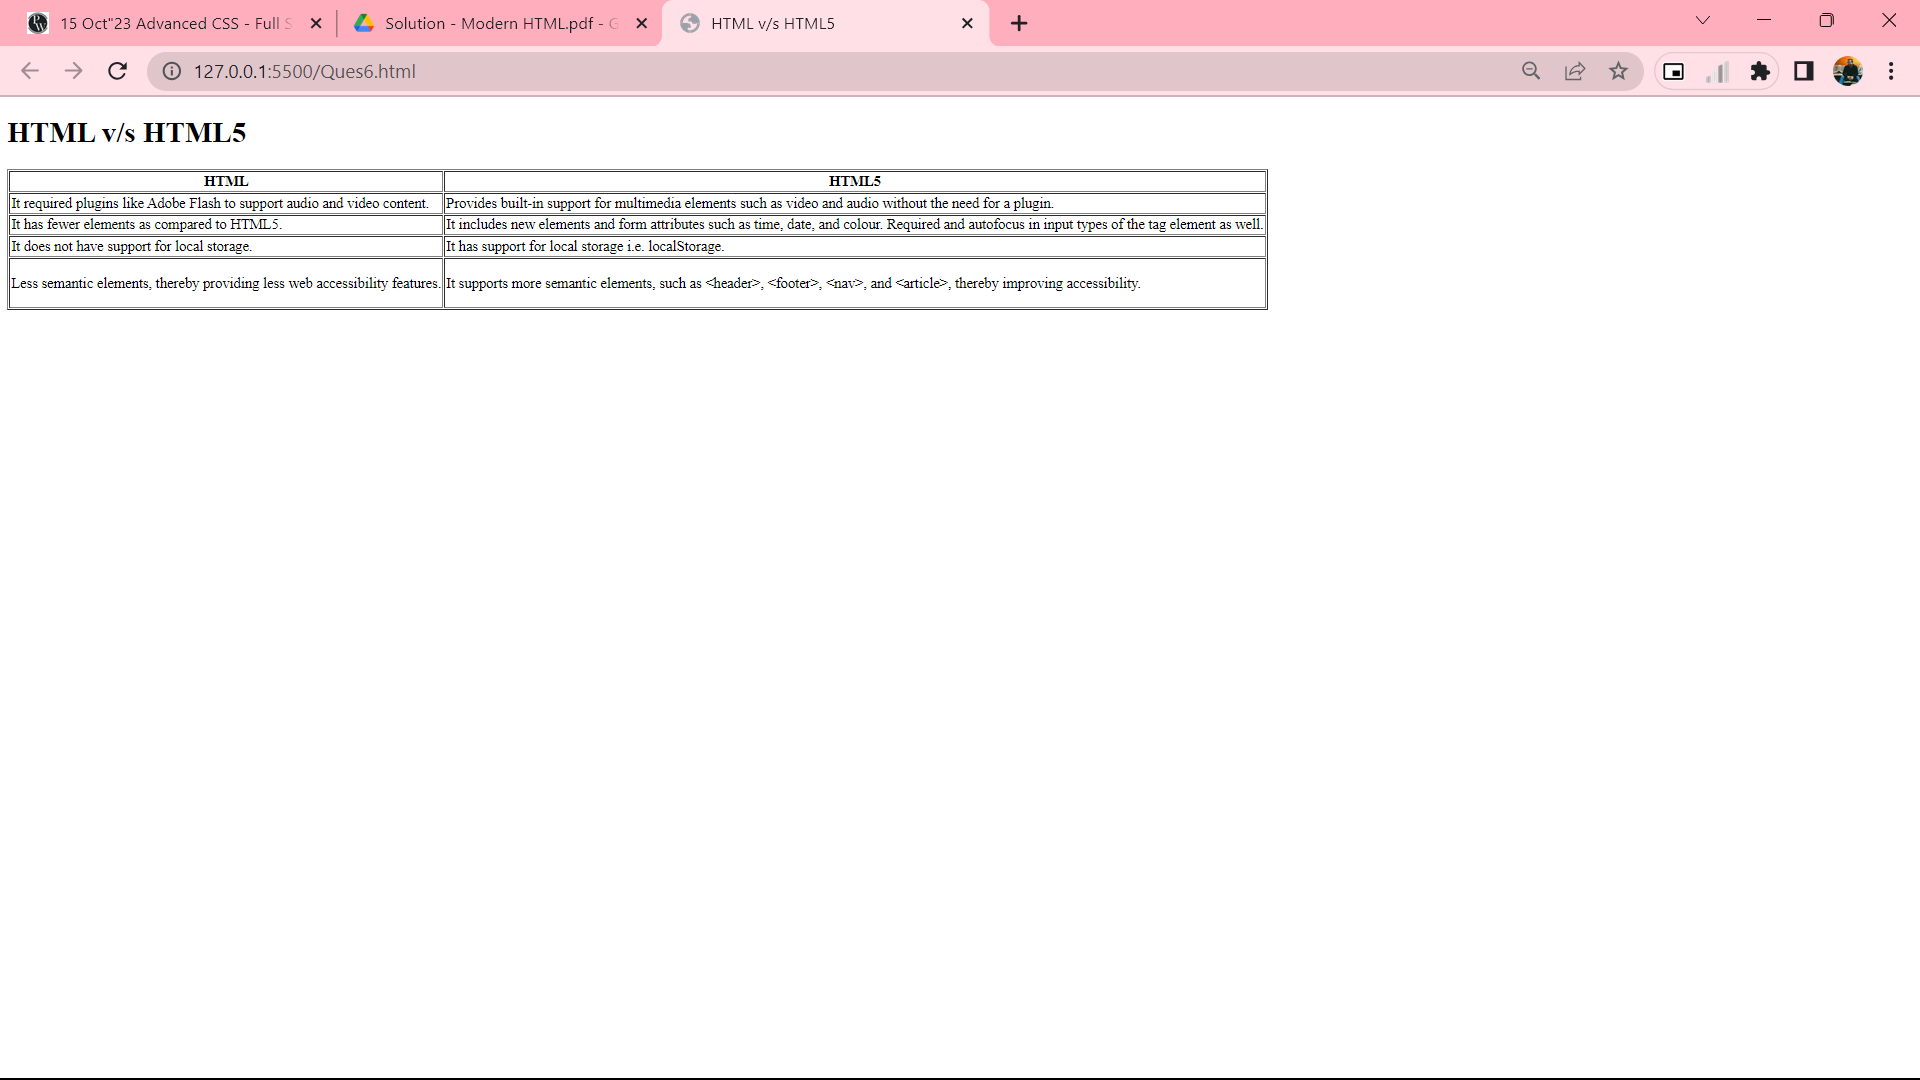 15 Oct"23 Advanced CSS - Full S
Solution - Modern HTML.pdf - G
HTML v/s HTML5
127.0.0.1:5500/Ques6.html
HTML v/s HTML5
HTML HTML5
It required plugins like Adobe Flash to support audio and video content. Provides built-in support for multimedia elements such as video and audio without the need for a plugin.
It has fewer elements as compared to HTML5. It includes new elements and form attributes such as time, date, and colour. Required and autofocus in input types of the tag element as well.
It does not have support for local storage. It has support for local storage i.e. localStorage.
Less semantic elements, thereby providing less web accessibility features. It supports more semantic elements, such as <header>, <footer>, <nav>, and <article>, thereby improving accessibility.